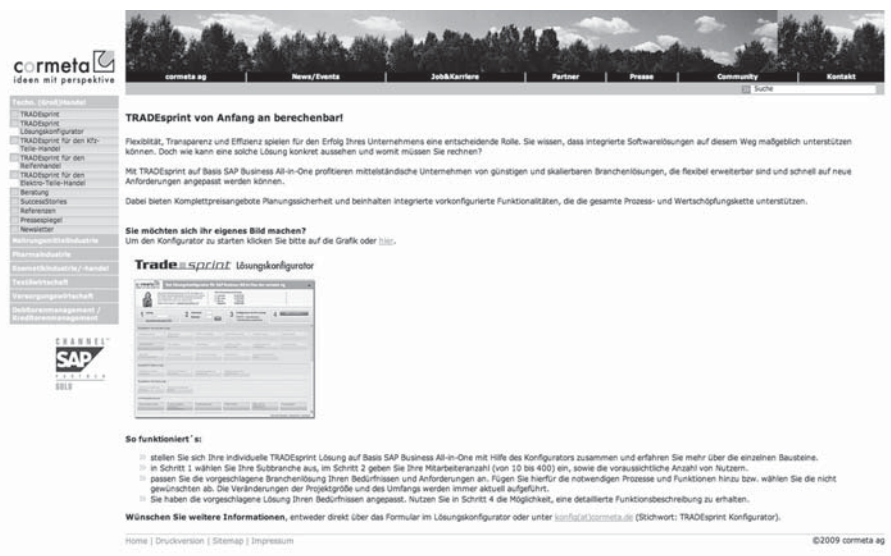 cormeta
ideen mit perspektive
cormeta ag
News/Events
Job&Karriere
Partner
Presse
Community
Kontakt
Suche
Techn. (Groß)Handel
TRADEsprint
TRADEsprint
Lösungskonfigurator
TRADEsprint für den Kfz-
Teile-Handel
TRADEsprint für den
Reifenhandel
TRADEsprint für den
Elektro-Teile-Handel
Beratung
SuccessStories
Referenzen
Pressespiegel
Newsletter
Nahrungsmittelindustrie
Pharmaindustrie
Kosmetikindustrie/-handel
Textilwirtschaft
Versorgungswirtschaft
Debitorenmanagement /
Kreditorenmanagement
CHANNEL
SAP
PARTNER
GOLD
TRADEsprint von Anfang an berechenbar!
Flexibilität, Transparenz und Effizienz spielen für den Erfolg Ihres Unternehmens eine entscheidende Rolle. Sie wissen, dass integrierte Softwarelösungen auf diesem Weg maßgeblich unterstützen
können. Doch wie kann eine solche Lösung konkret aussehen und womit müssen Sie rechnen?
Mit TRADEsprint auf Basis SAP Business All-in-One profitieren mittelständische Unternehmen von günstigen und skalierbaren Branchenlösungen, die flexibel erweiterbar sind und schnell auf neue
Anforderungen angepasst werden können.
Dabei bieten Komplettpreisangebote Planungssicherheit und beinhalten integrierte vorkonfigurierte Funktionalitäten, die die gesamte Prozess- und Wertschöpfungskette unterstützen.
Sie möchten sich ihr eigenes Bild machen?
Um den Konfigurator zu starten klicken Sie bitte auf die Grafik oder hier.
Trade sprint Lösungskonfigurator
1
2
3
4
So funktioniert´s:
stellen Sie sich Ihre individuelle TRADEsprint Lösung auf Basis SAP Business All-in-One mit Hilfe des Konfigurators zusammen und erfahren Sie mehr über die einzelnen Bausteine.
in Schritt 1 wählen Sie Ihre Subbranche aus, im Schritt 2 geben Sie Ihre Mitarbeiteranzahl (von 10 bis 400) ein, sowie die voraussichtliche Anzahl von Nutzern.
passen Sie die vorgeschlagene Branchenlösung Ihren Bedürfnissen und Anforderungen an. Fügen Sie hierfür die notwendigen Prozesse und Funktionen hinzu bzw. wählen Sie die nicht
gewünschten ab. Die Veränderungen der Projektgröße und des Umfangs werden immer aktuell aufgeführt.
Sie haben die vorgeschlagene Lösung Ihren Bedürfnissen angepasst. Nutzen Sie in Schritt 4 die Möglichkeit, eine detaillierte Funktionsbeschreibung zu erhalten.
Wünschen Sie weitere Informationen, entweder direkt über das Formular im Lösungskonfigurator oder unter konfig(at)cormeta.de (Stichwort: TRADEsprint Konfigurator).
Home | Druckversion | Sitemap | Impressum
©2009 cormeta ag